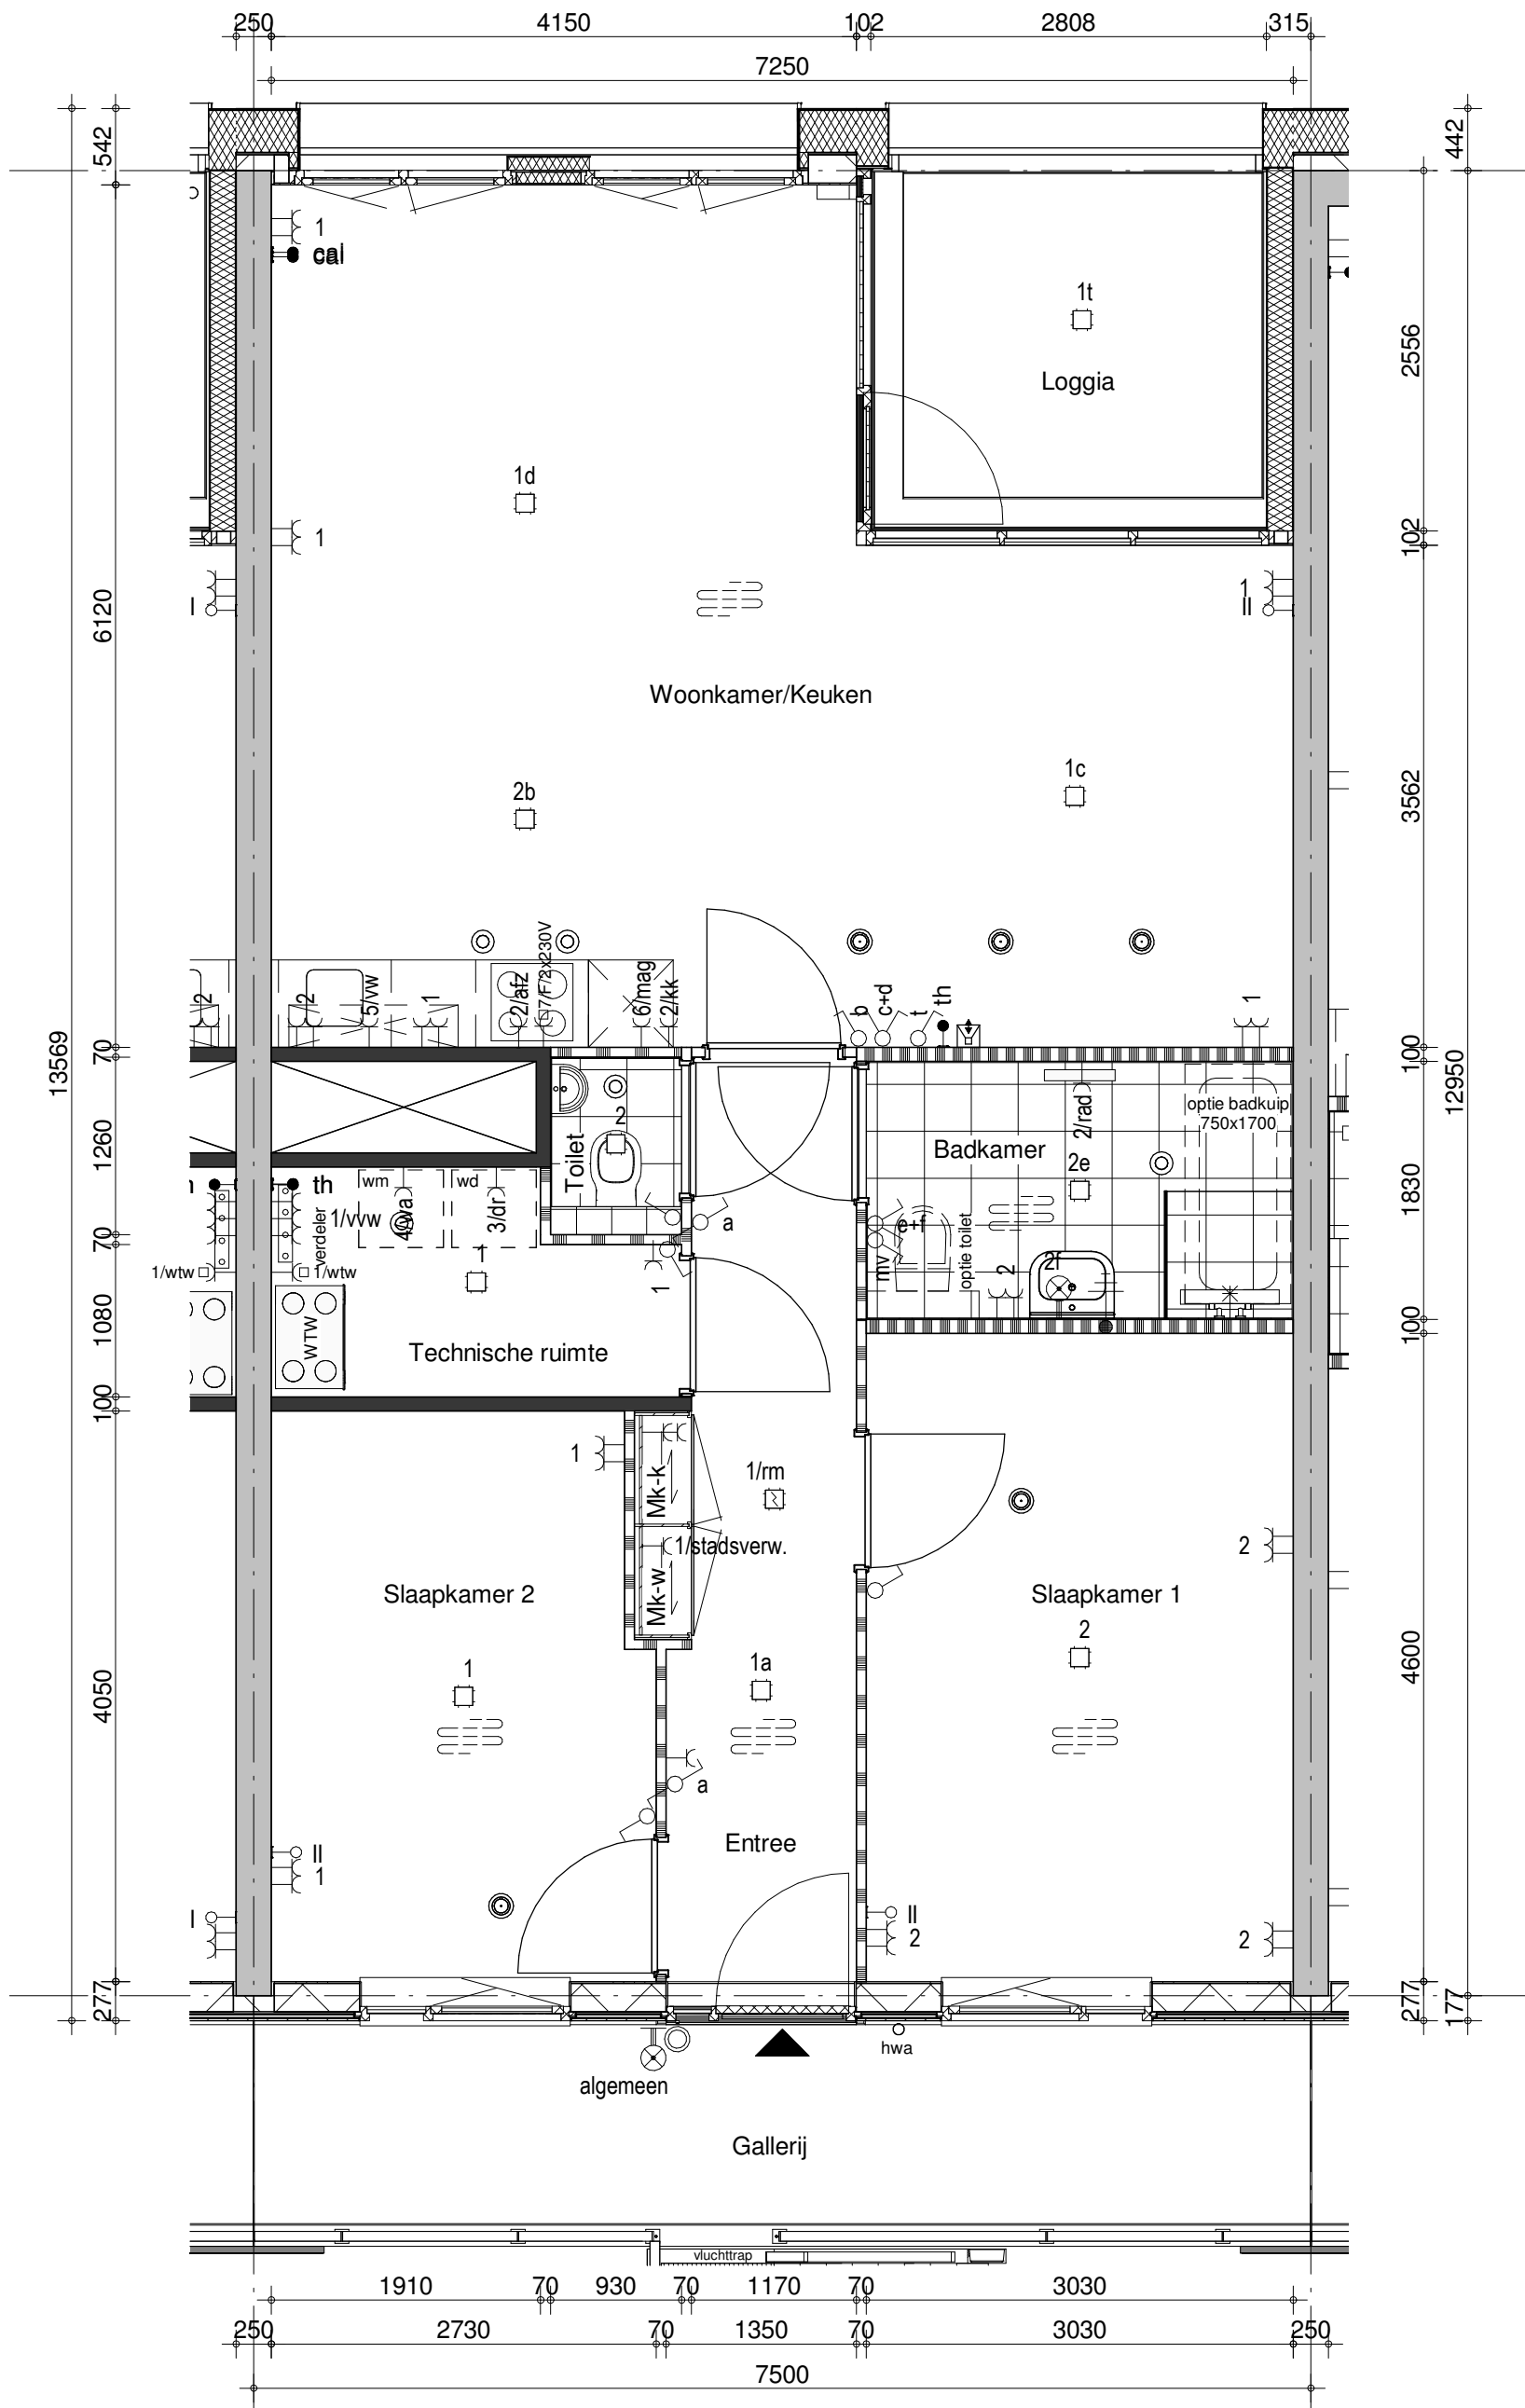 250 4150 102 2808 315
7250
542
442
1
cal
1t
Loggia
2556
1d
1
102
6120
1
II
l
Woonkamer/Keuken
3562
1c
2b
13569
12950
2
2
5/vw
1
2/afz
7/F/2x230V
6/mag
2/kk
b
c+d
t
th
1
70
100
1260
Toilet
2
2/rad
optie badkuip
750x1700
Badkamer
2e
1830
th
wm
wd
1/vvw
4/wa
3/dr
verdeler
a
e+f
mv
optie toilet
2
2f
70
1/wtw
1/wtw
1
1
1080
WTW
Technische ruimte
100
100
1
Mk-k
1/rm
1/stadsverw.
Mk-w
2
Slaapkamer 2
Slaapkamer 1
1
1a
2
4050
4600
a
Entree
II
1
l
II
2
2
277
277
177
hwa
algemeen
Gallerij
vluchttrap
1910 70 930 70 1170 70 3030
250 2730 70 1350 70 3030 250
7500